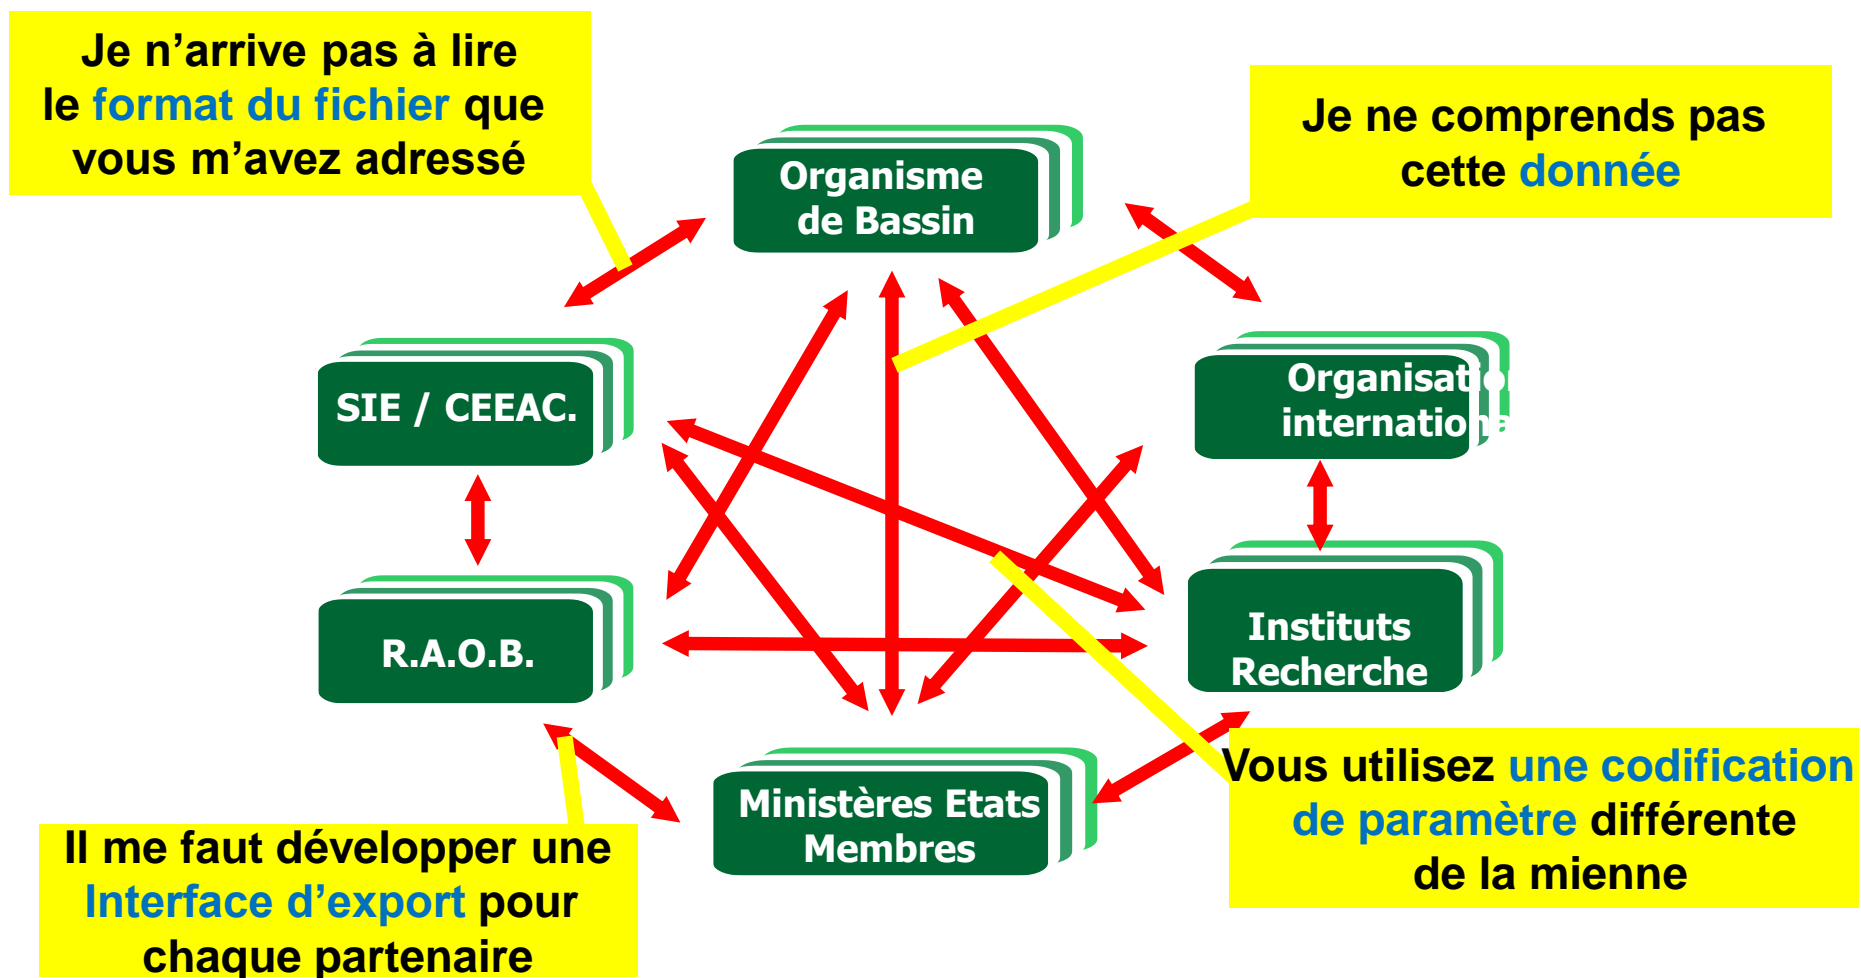 Je n’arrive pas à lire
le format du fichier que
vous m’avez adressé
Je ne comprends pas
cette donnée
Organisme
de Bassin
SIE / CEEAC.
Organisation
internationa
R.A.O.B.
Instituts
Recherche
Ministères Etats
Membres
Vous utilisez une codification
de paramètre différente
de la mienne
Il me faut développer une
Interface d’export pour
chaque partenaire